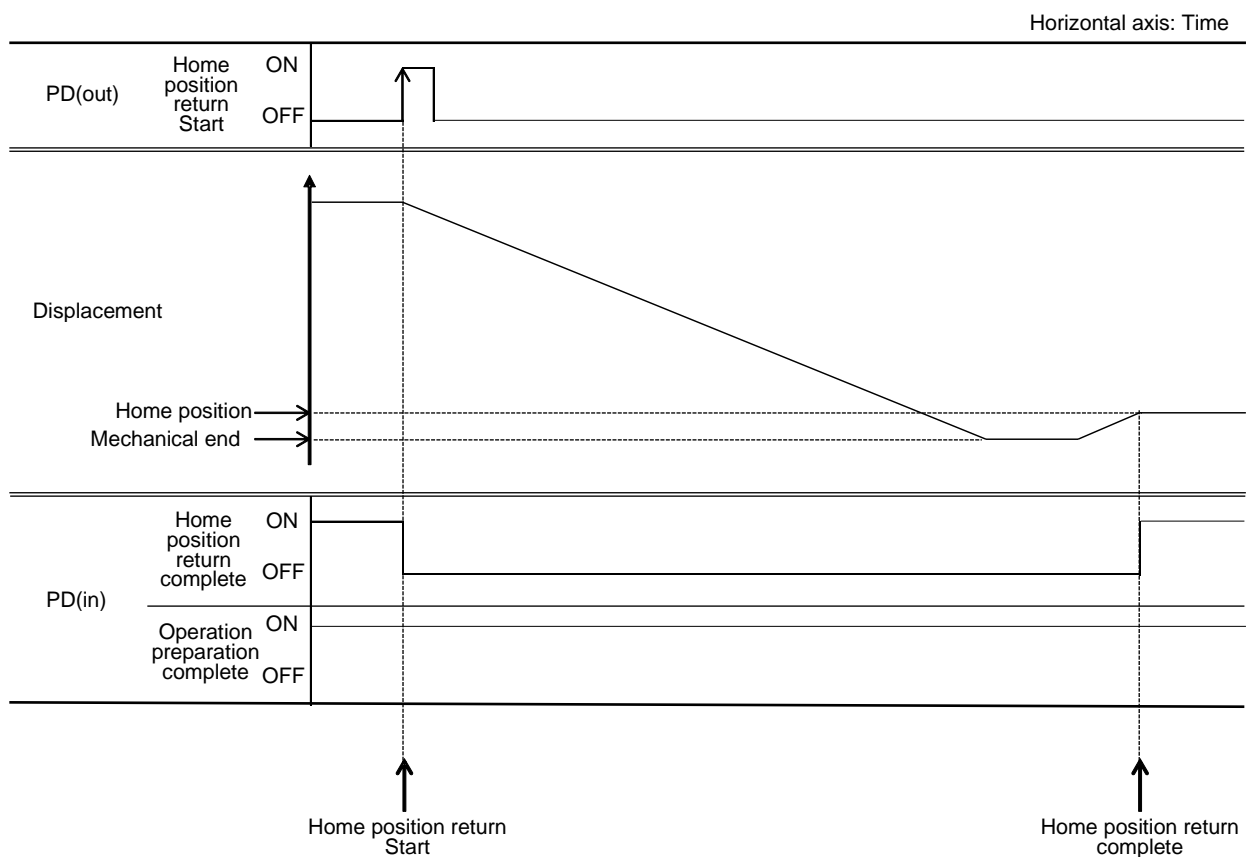 Horizontal axis: Time
PD(out)
Home
position
return
Start
ON
OFF
Displacement
Home position
Mechanical end
PD(in)
Home
position
return
complete
ON
OFF
Operation
preparation
complete
ON
OFF
Home position return
Start
Home position return
complete